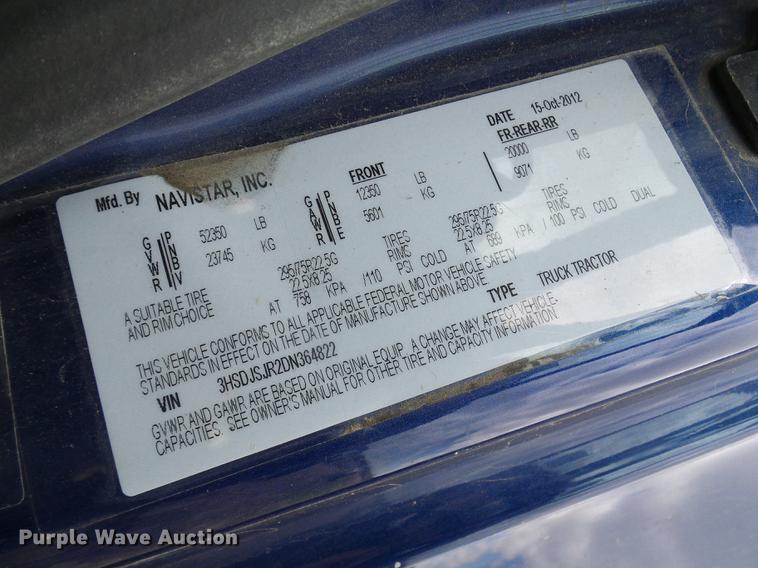 Mfd. By NAVISTAR, INC. DATE 15-Oct-2012
FRONT FR-REAR-RR
GVWR PNBV 52350 LB GAWR PNBE 12350 LB 20000 LB
23745 KG 5601 KG 9071 KG
A SUITABLE TIRE 295/75R22.5G TIRES 295/75R22.5G TIRES
AND RIM CHOICE 22.5X8.25 RIMS 22.5X8.25 RIMS
AT 758 KPA /110 PSI COLD AT 689 KPA / 100 PSI COLD DUAL
THIS VEHICLE CONFORMS TO ALL APPLICABLE FEDERAL MOTOR VEHICLE SAFETY
STANDARDS IN EFFECT ON THE DATE OF MANUFACTURE SHOWN ABOVE
VIN 3HSDJSJR2DN364822 TYPE TRUCK TRACTOR
GVWR AND GAWR ARE BASED ON ORIGINAL EQUIP. A CHANGE MAY AFFECT VEHICLE
CAPACITIES. SEE OWNER'S MANUAL FOR OTHER TIRE AND CAPACITY INFORMATION.
Purple Wave Auction